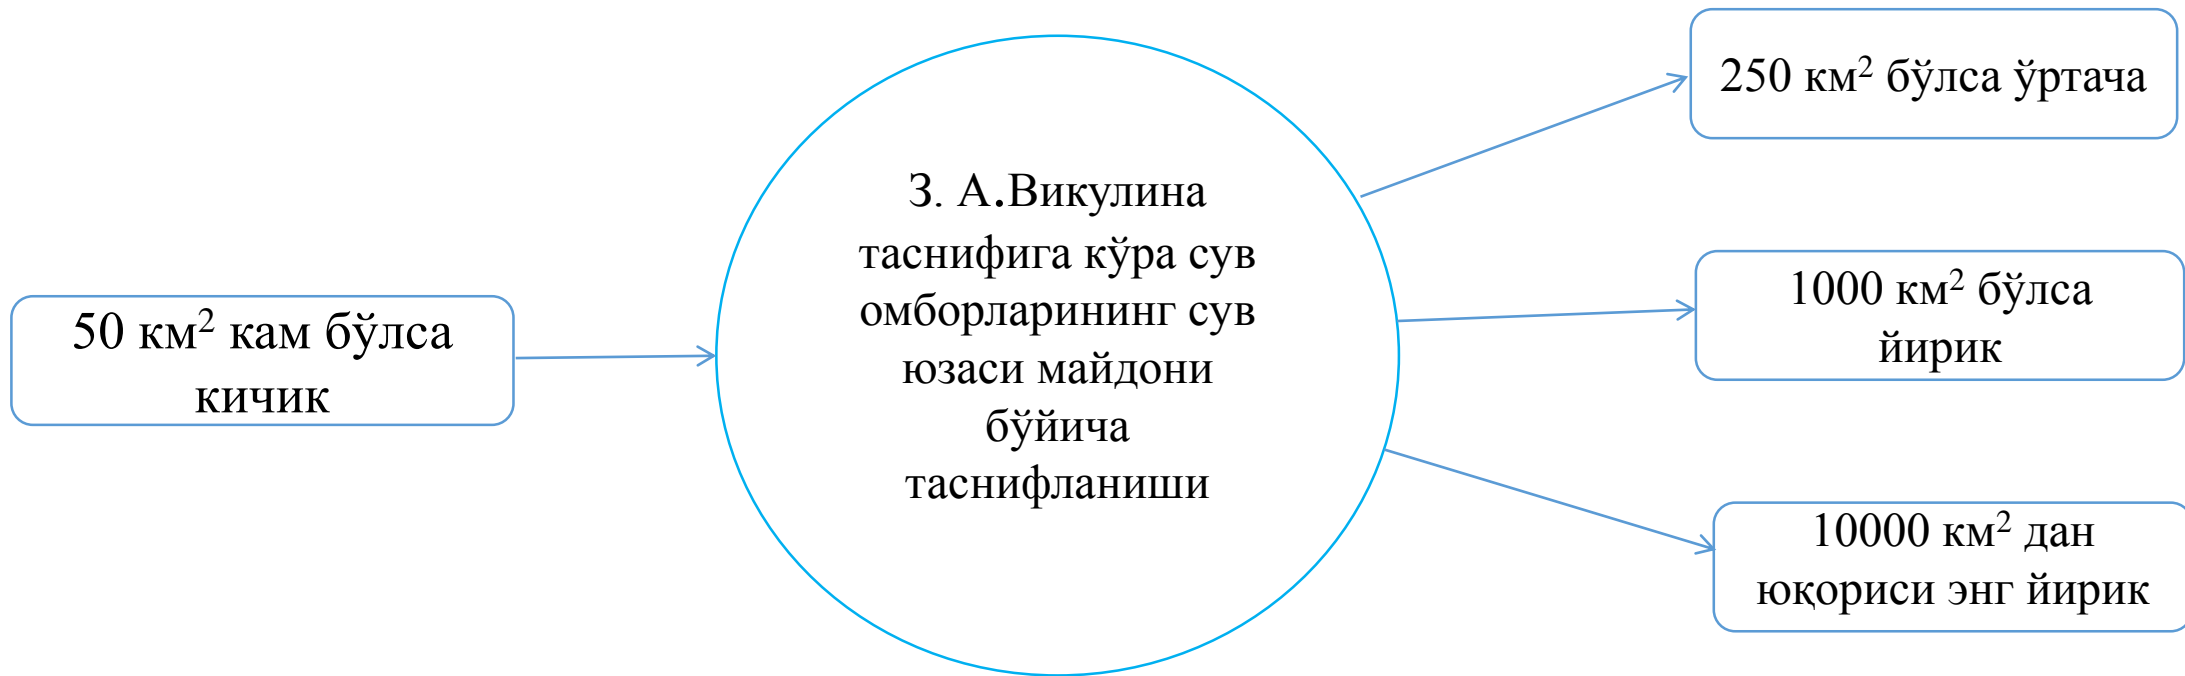 50 км² кам бўлса
кичик
З. А.Викулина
таснифига кўра сув
омборларининг сув
юзаси майдони
бўйича
таснифланиши
250 км² бўлса ўртача
1000 км² бўлса
йирик
10000 км² дан
юқориси энг йирик